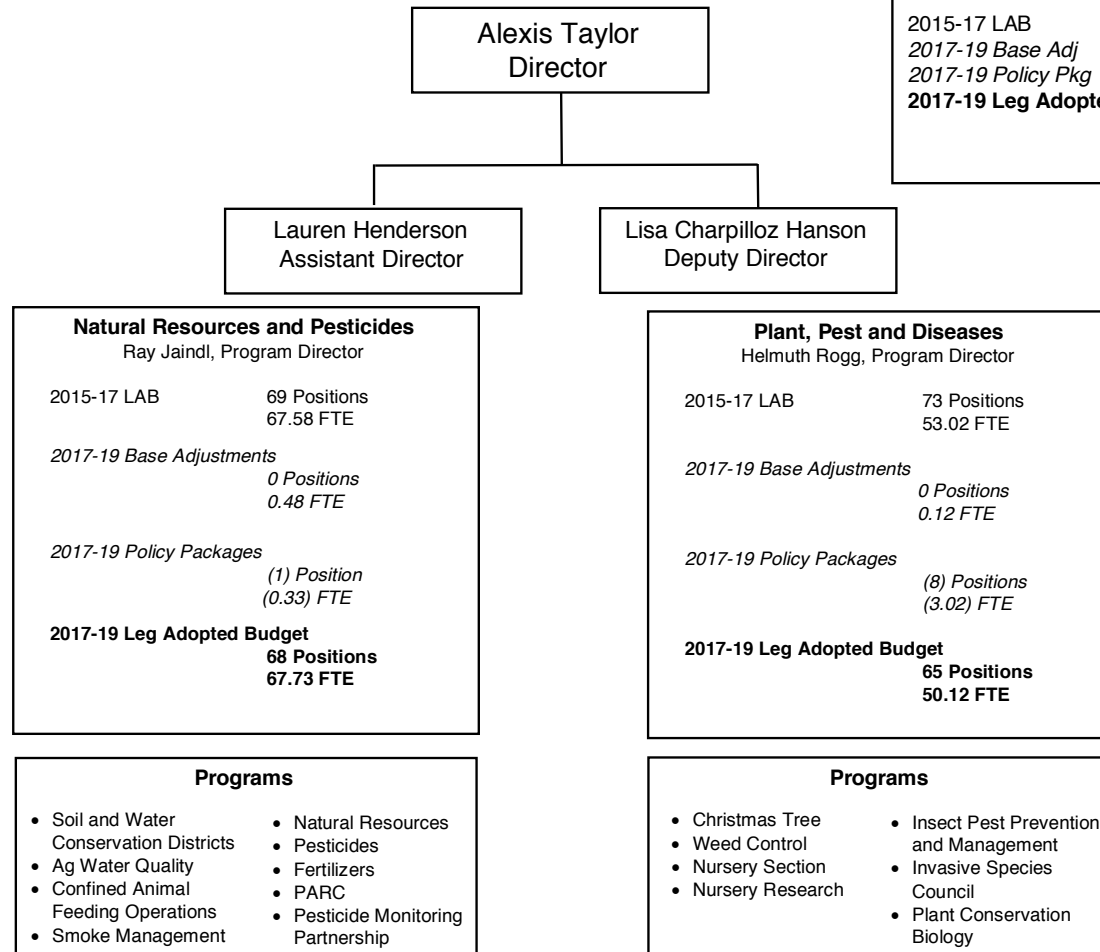 Alexis Taylor
Director
2015-17 LAB
2017-19 Base Adj
2017-19 Policy Pkg
2017-19 Leg
Lauren Henderson
Assistant Director
Lisa Charpilloz Hanson
Deputy Director
Natural Resources and Pesticides
Ray Jaindl, Program Director
2015-17 LAB 69 Positions
67.58 FTE
2017-19 Base Adjustments
0 Positions
0.48 FTE
2017-19 Policy Packages
(1) Position
(0.33) FTE
2017-19 Leg Adopted Budget
68 Positions
67.73 FTE
Plant, Pest and Diseases
Helmuth Rogg, Program Director
2015-17 LAB 73 Positions
53.02 FTE
2017-19 Base Adjustments
0 Positions
0.12 FTE
2017-19 Policy Packages
(8) Positions
(3.02) FTE
2017-19 Leg Adopted Budget
65 Positions
50.12 FTE
Programs
• Soil and Water
Conservation Districts
• Ag Water Quality
• Confined Animal
Feeding Operations
• Smoke Management
• Natural Resources
• Pesticides
• Fertilizers
• PARC
• Pesticide Monitoring
Partnership
Programs
• Christmas Tree
• Weed Control
• Nursery Section
• Nursery Research
• Insect Pest Prevention
and Management
• Invasive Species
Council
• Plant Conservation
Biology